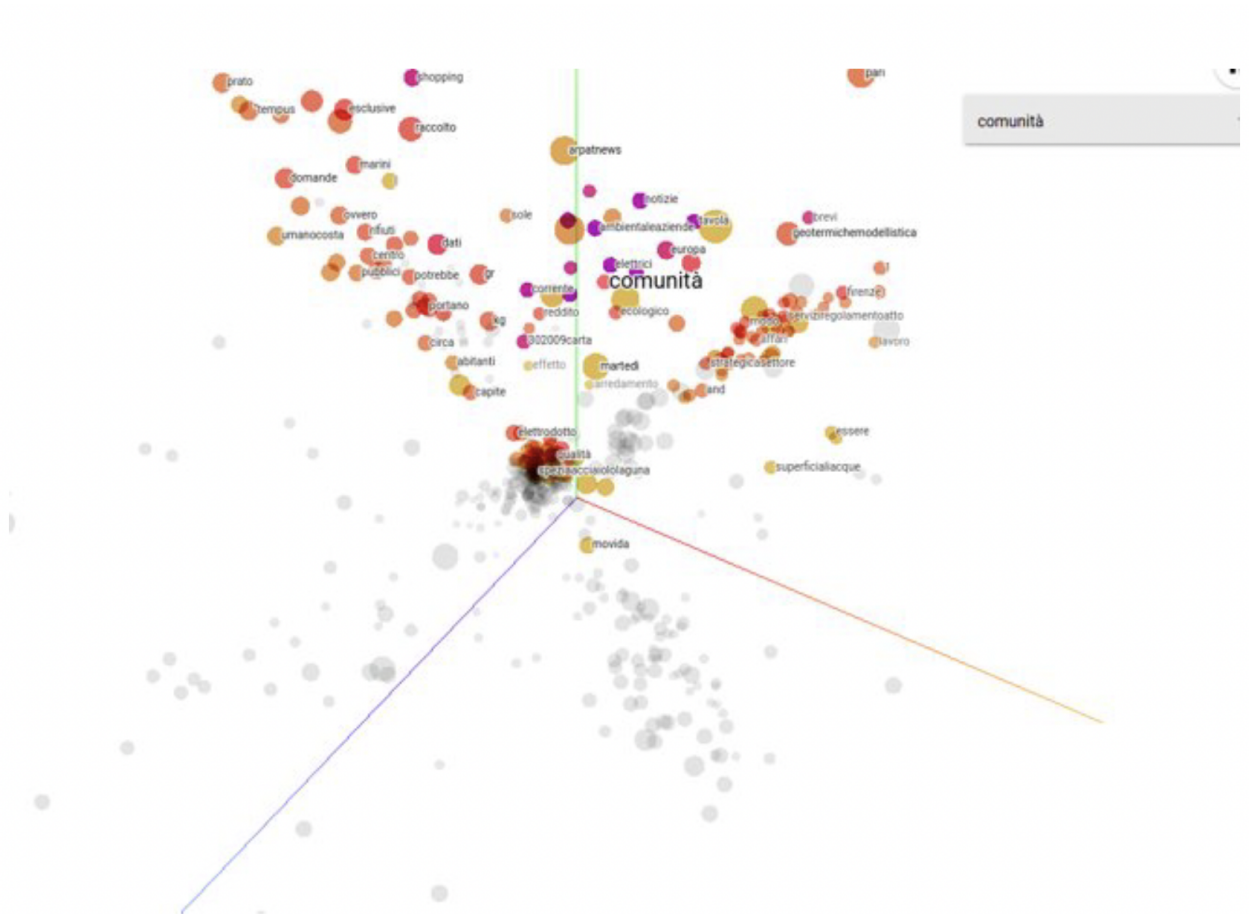 shopping
pari
prato
tempus
esclusive
comunità
raccolto
arpatnews
marini
domande
notizie
ovvero
sole
tavola
brevi
umanocosta
rifiuti
ambientaleaziende
geotermichemodellistica
dati
europa
centro
elettrici
pubblici
potrebbe
gr
comunità
corrente
firenze
portano
reddito
ecologico
kg
serviziregolamentoatto
modo
circa
302009carta
affari
lavoro
abitanti
effetto
martedì
strategicasettore
arredamento
capite
and
elettrodotto
essere
qualità
speziaacciaiololaguna
superficialiacque
movida